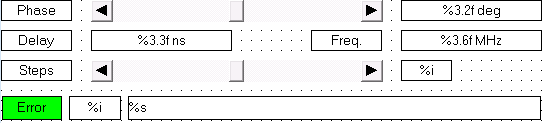 Phase %3.2f deg
Delay %3.3f ns Freq. %3.6f MHz
Steps %i
Error %i %s